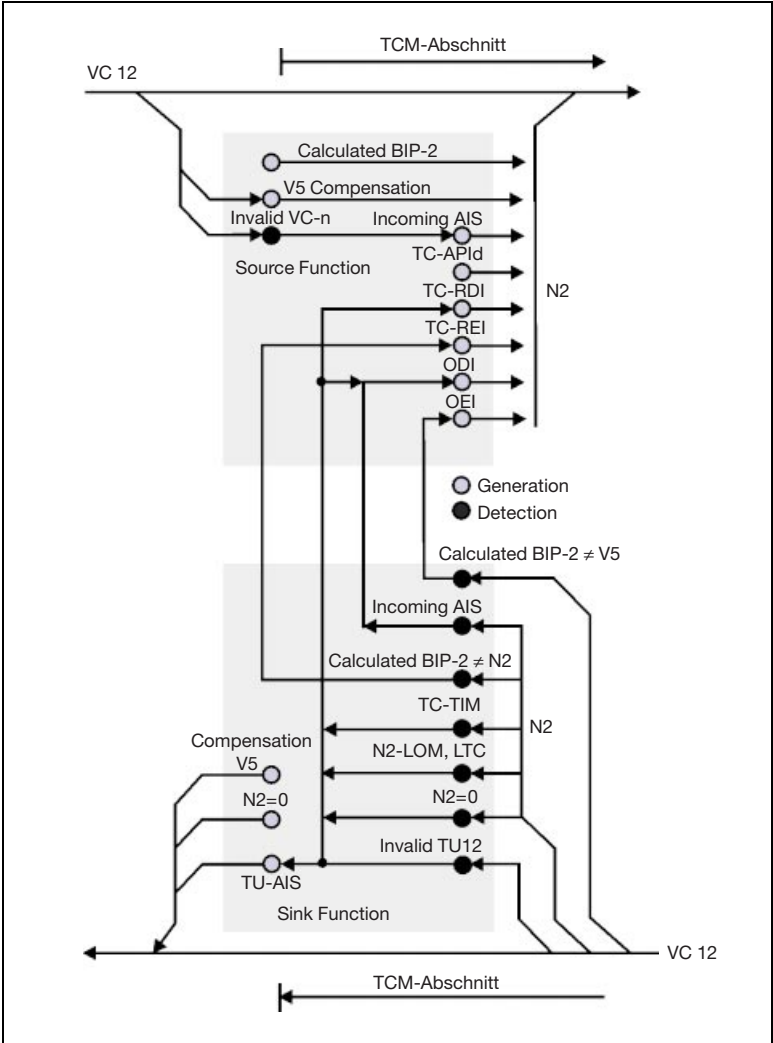 TCM-Abschnitt
VC 12
Calculated BIP-2
V5 Compensation
Invalid VC-n
Incoming AIS
TC-APId
Source Function
TC-RDI
N2
TC-REI
ODI
OEI
Generation
Detection
Calculated BIP-2 ≠ V5
Incoming AIS
Calculated BIP-2 ≠ N2
TC-TIM
N2
Compensation
V5
N2-LOM, LTC
N2=0
N2=0
Invalid TU12
TU-AIS
Sink Function
VC 12
TCM-Abschnitt